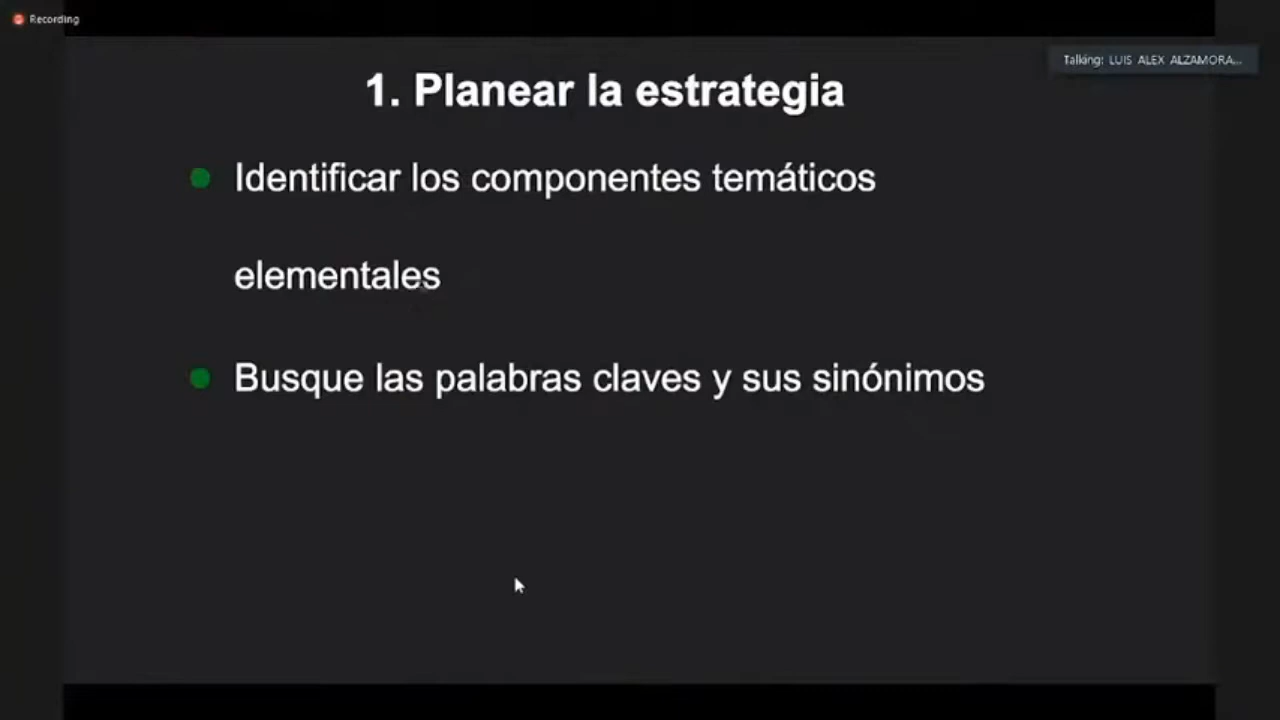 Recording
Talking: LUIS ALEX ALZAMORA...
1. Planear la estrategia
Identificar los componentes temáticos
elementales
Busque las palabras claves y sus sinónimos